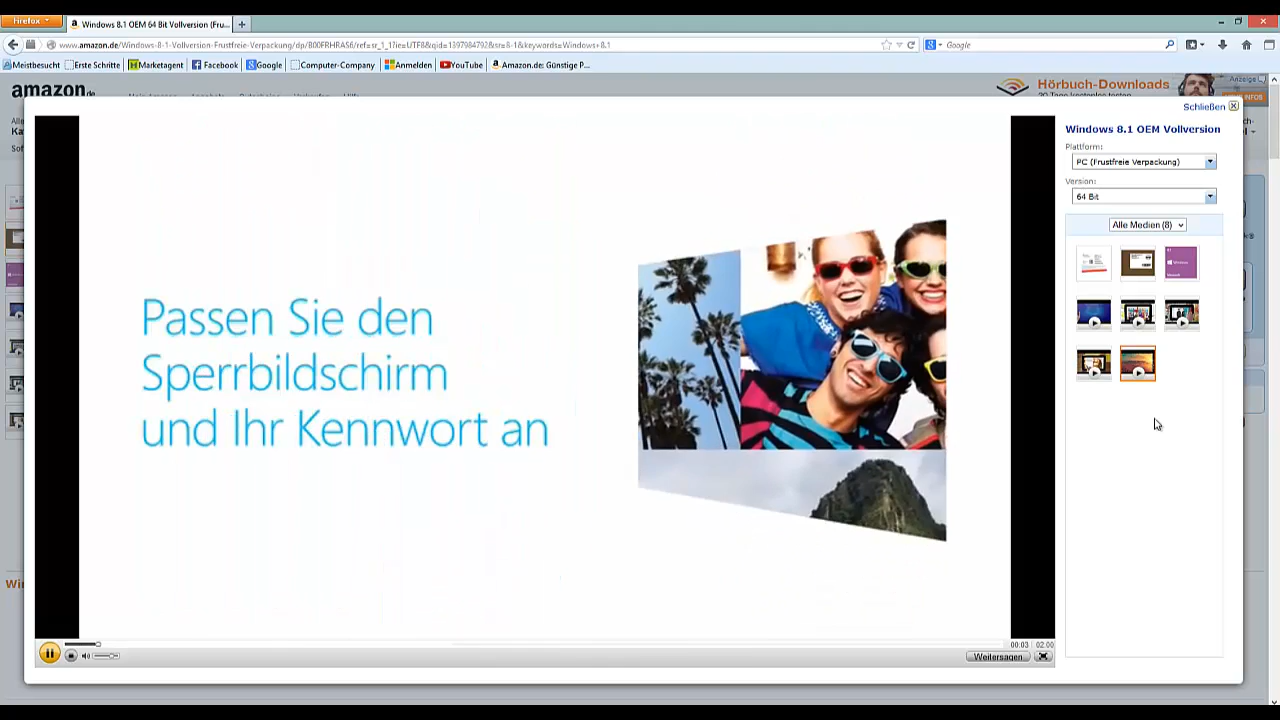 Firefox
Windows 8.1 OEM 64 Bit Vollversion (Fru...
www.amazon.de/Windows-8-1-Vollversion-Frustfreie-Verpackung/dp/B00FRHRAS6/ref=sr_1_1?ie=UTF8&qid=1397984792&sr=8-1&keywords=Windows+8.1
Google
Meistbesucht Erste Schritte Marketagent Facebook Google Computer-Company Anmelden YouTube Amazon.de: Günstige P...
amazon.de
Hörbuch-Downloads
Anzeige
Schließen
Windows 8.1 OEM Vollversion
Plattform:
PC (Frustfreie Verpackung)
Version:
64 Bit
Alle Medien (8)
Passen Sie den
Sperrbildschirm
und Ihr Kennwort an
00:03 02:00
Weitersagen